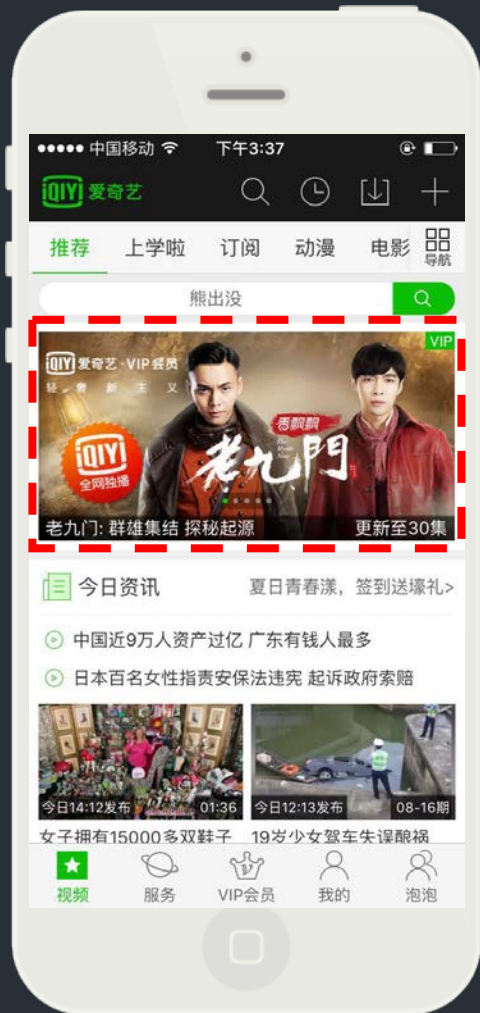 中国移动 下午3:37
iQIYI 爱奇艺
推荐 上学啦 订阅 动漫 电影 导航
熊出没
iQIYI 爱奇艺·VIP会员 VIP
轻奢新主义
iQIYI
全网独播
香飘飘
老九門
老九门: 群雄集结 探秘起源 更新至30集
今日资讯 夏日青春漾，签到送壕礼>
中国近9万人资产过亿 广东有钱人最多
日本百名女性指责安保法违宪 起诉政府索赔
今日14:12发布 01:36 今日12:13发布 08-16期
女子拥有15000多双鞋子 19岁少女驾车失误酿祸
视频 服务 VIP会员 我的 泡泡